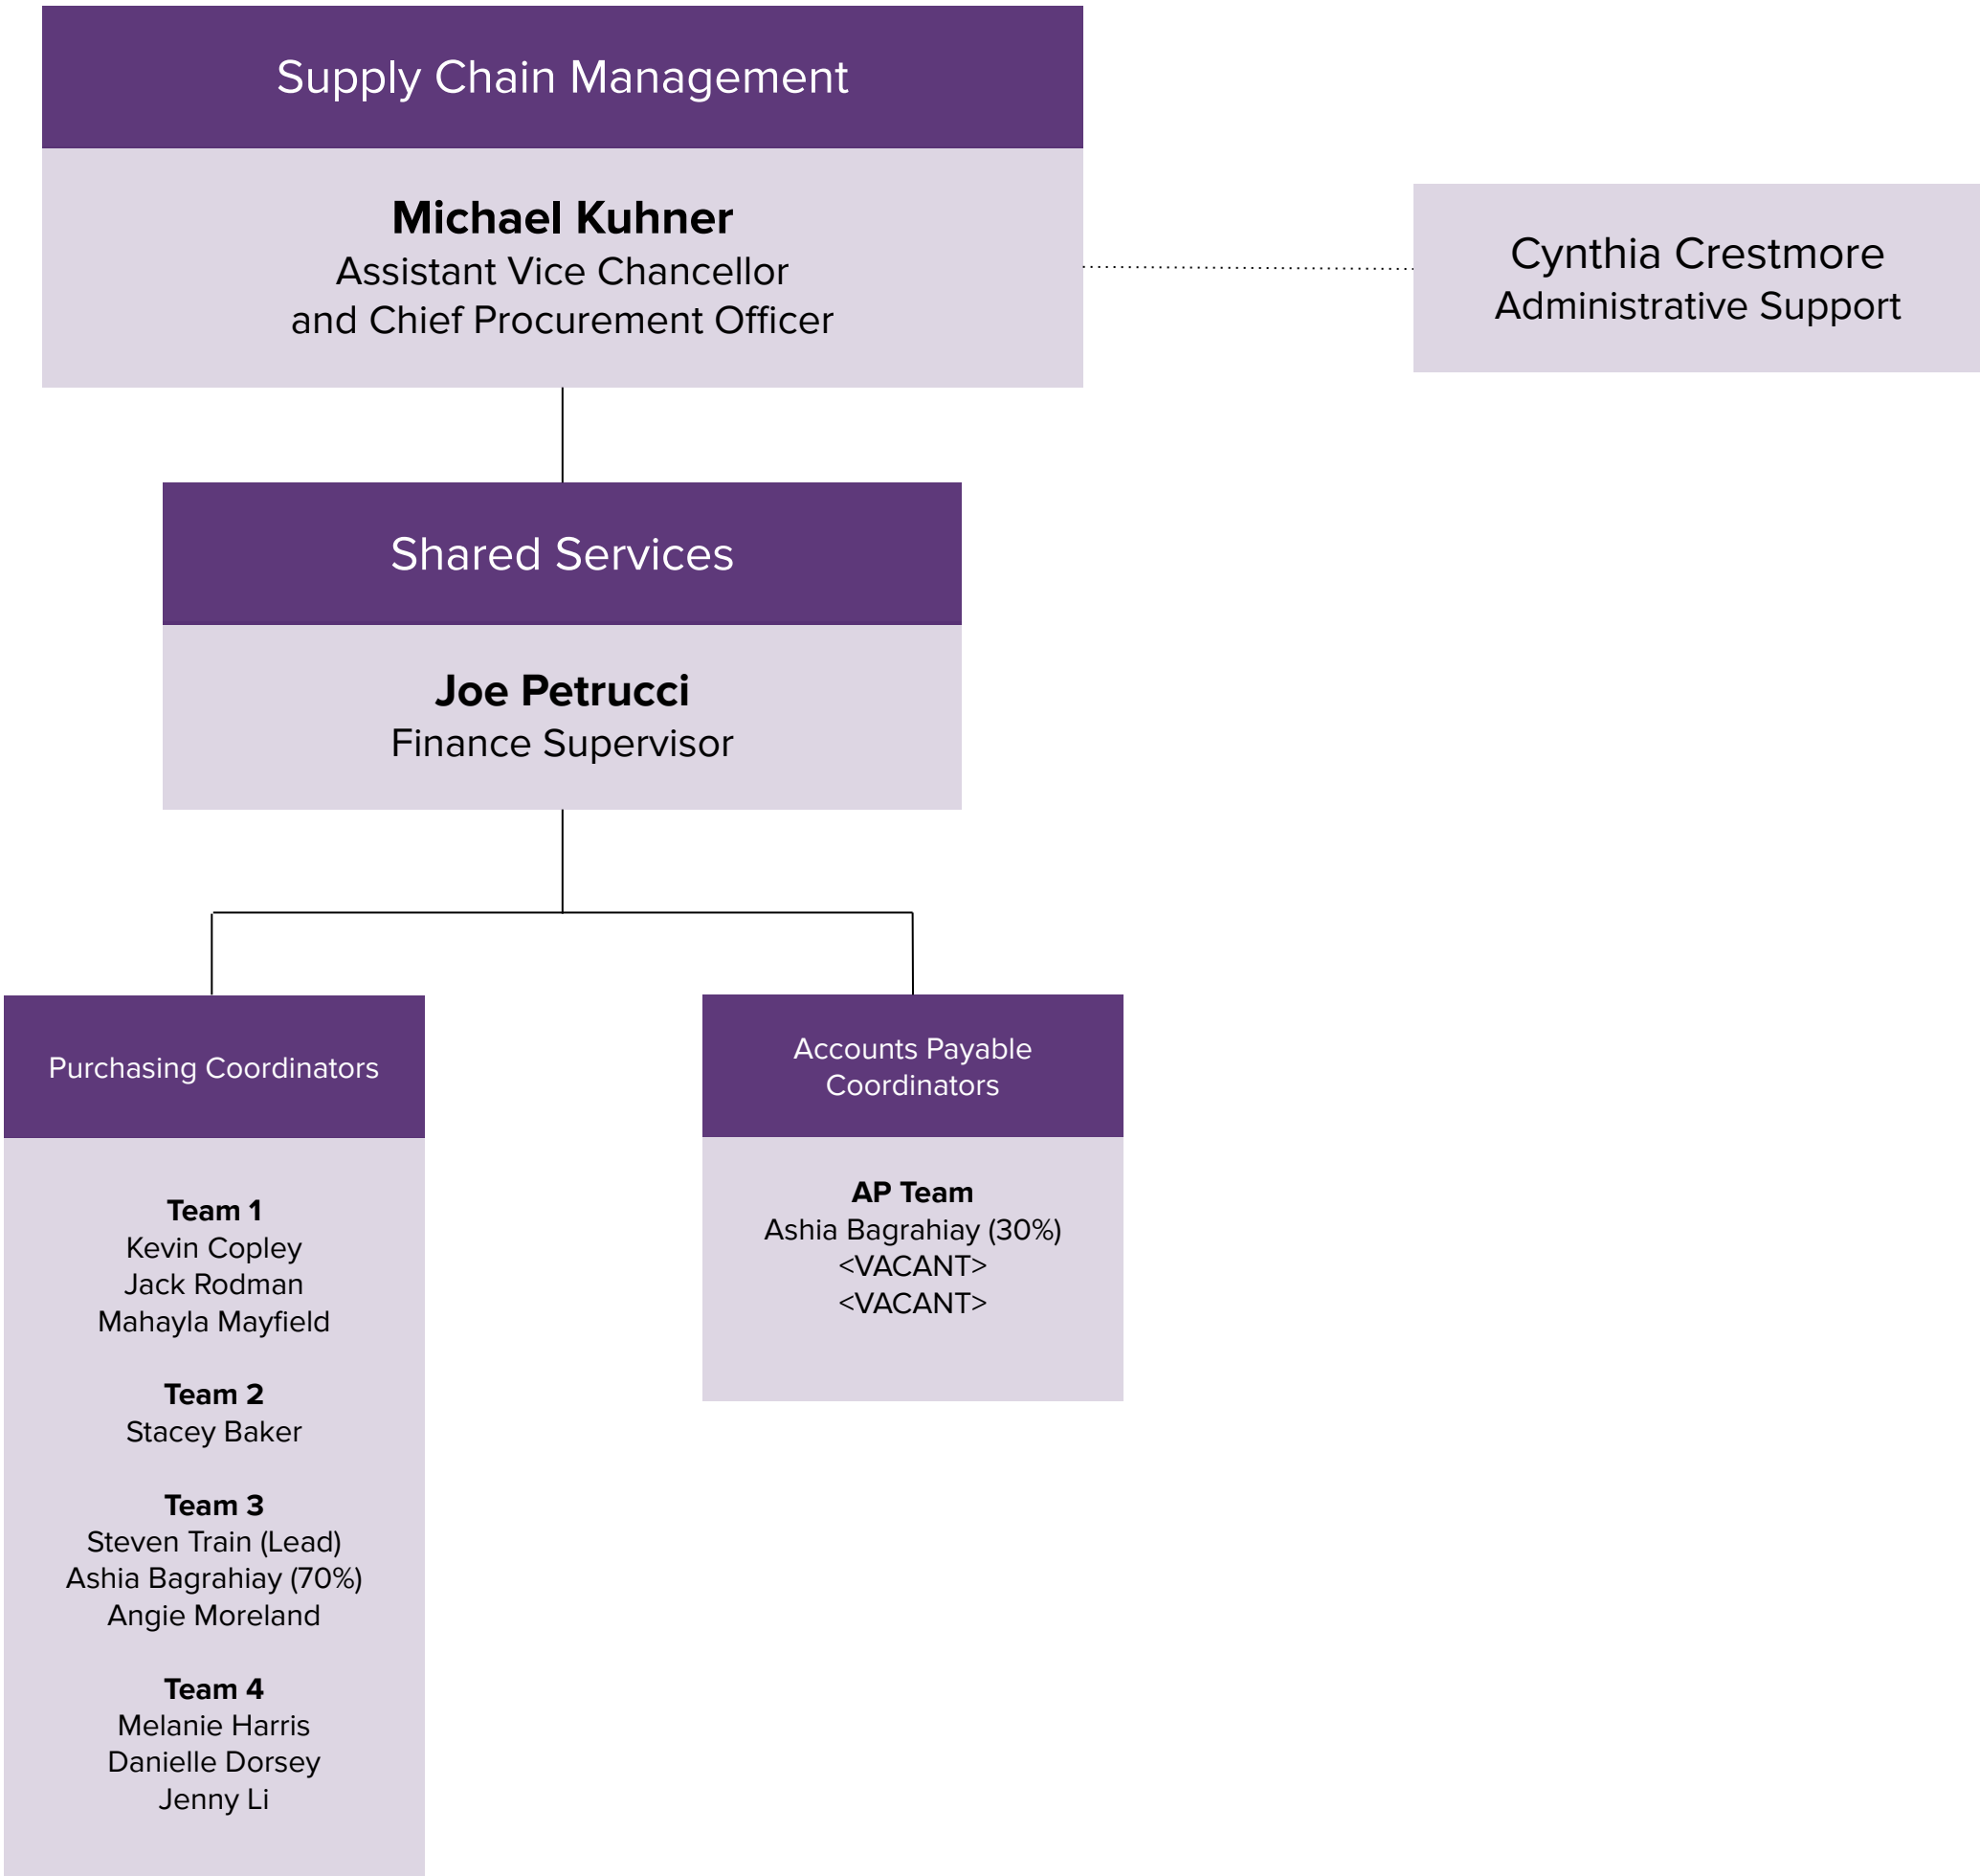 Supply Chain Management
Michael Kuhner
Assistant Vice Chancellor
and Chief Procurement Officer
Cynthia Crestmore
Administrative Support
Shared Services
Joe Petrucci
Finance Supervisor
Purchasing Coordinators
Team 1
Kevin Copley
Jack Rodman
Mahayla Mayfield
Team 2
Stacey Baker
Team 3
Steven Train (Lead)
Ashia Bagrahiay (70%)
Angie Moreland
Team 4
Melanie Harris
Danielle Dorsey
Jenny Li
Accounts Payable
Coordinators
AP Team
Ashia Bagrahiay (30%)
<VACANT>
<VACANT>